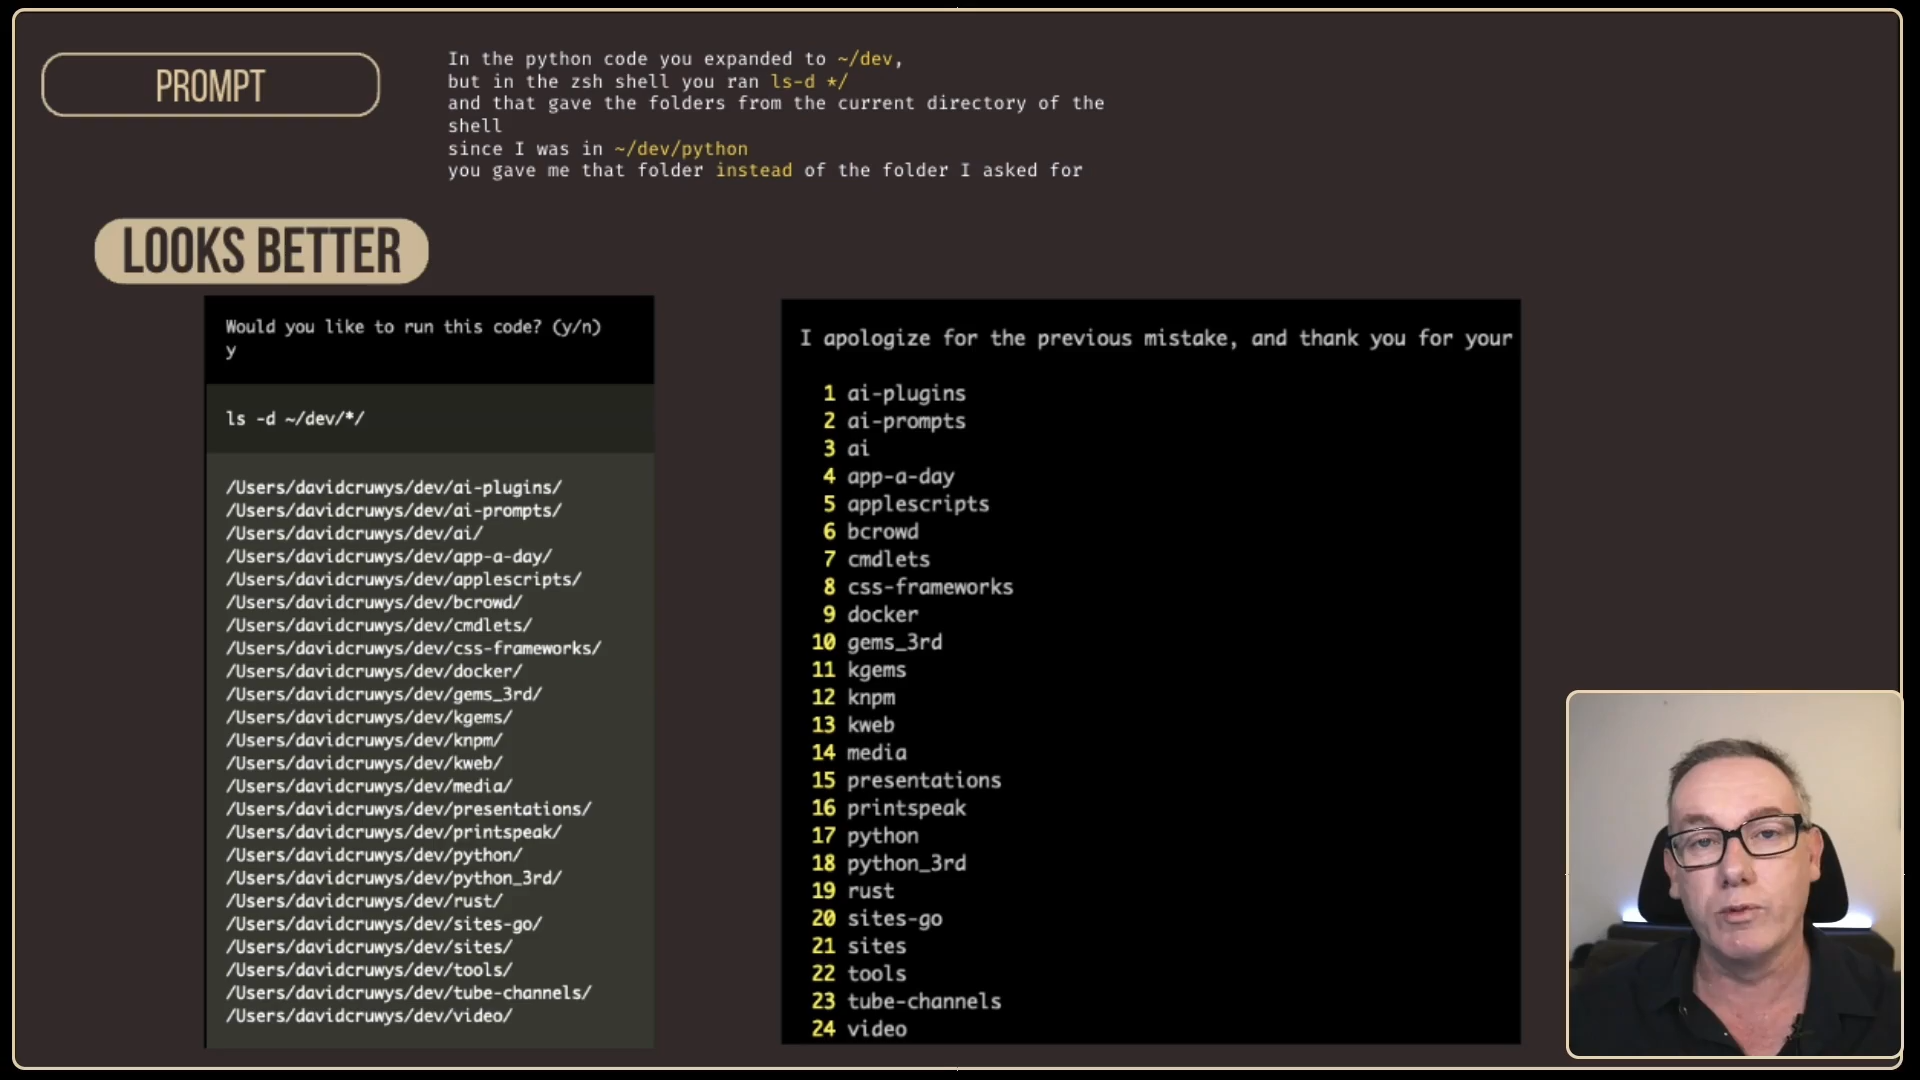 PROMPT
In the python code you expanded to ~/dev,
but in the zsh shell you ran ls-d */
and that gave the folders from the current directory of the
shell
since I was in ~/dev/python
you gave me that folder instead of the folder I asked for
LOOKS BETTER
Would you like to run this code? (y/n)
y
ls -d ~/dev/*/
/Users/davidcruwys/dev/ai-plugins/
/Users/davidcruwys/dev/ai-prompts/
/Users/davidcruwys/dev/ai/
/Users/davidcruwys/dev/app-a-day/
/Users/davidcruwys/dev/applescripts/
/Users/davidcruwys/dev/bcrowd/
/Users/davidcruwys/dev/cmdlets/
/Users/davidcruwys/dev/css-frameworks/
/Users/davidcruwys/dev/docker/
/Users/davidcruwys/dev/gems_3rd/
/Users/davidcruwys/dev/kgems/
/Users/davidcruwys/dev/knpm/
/Users/davidcruwys/dev/kweb/
/Users/davidcruwys/dev/media/
/Users/davidcruwys/dev/presentations/
/Users/davidcruwys/dev/printspeak/
/Users/davidcruwys/dev/python/
/Users/davidcruwys/dev/python_3rd/
/Users/davidcruwys/dev/rust/
/Users/davidcruwys/dev/sites-go/
/Users/davidcruwys/dev/sites/
/Users/davidcruwys/dev/tools/
/Users/davidcruwys/dev/tube-channels/
/Users/davidcruwys/dev/video/
I apologize for the previous mistake, and thank you for your
1 ai-plugins
2 ai-prompts
3 ai
4 app-a-day
5 applescripts
6 bcrowd
7 cmdlets
8 css-frameworks
9 docker
10 gems_3rd
11 kgems
12 knpm
13 kweb
14 media
15 presentations
16 printspeak
17 python
18 python_3rd
19 rust
20 sites-go
21 sites
22 tools
23 tube-channels
24 video